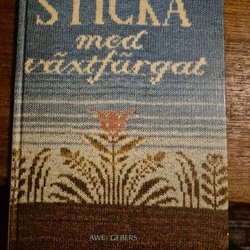 STICKA
med
växtfärgat
AWE/GEBERS